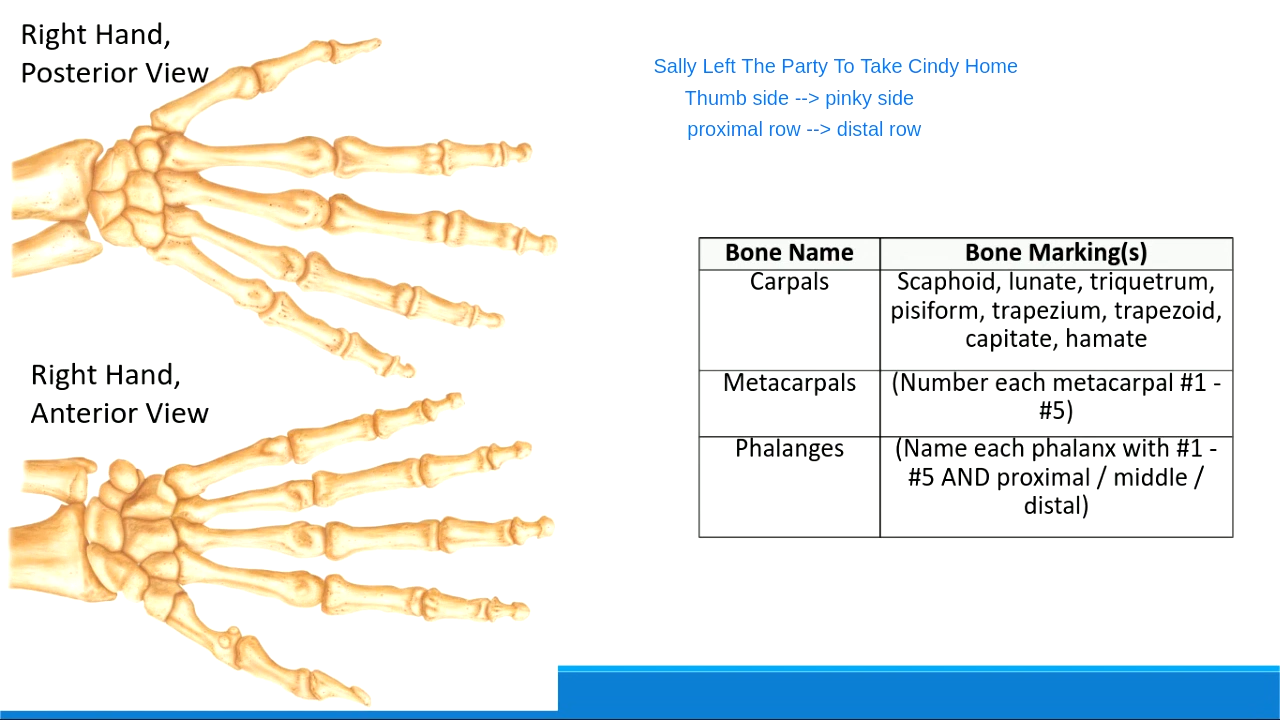 Right Hand,
Posterior View
Sally Left The Party To Take Cindy Home
Thumb side --> pinky side
proximal row --> distal row
Bone Name
Bone Marking(s)
Carpals
Scaphoid, lunate, triquetrum,
pisiform, trapezium, trapezoid,
capitate, hamate
Metacarpals
(Number each metacarpal #1 -
#5)
Phalanges
(Name each phalanx with #1 -
#5 AND proximal / middle /
distal)
Right Hand,
Anterior View